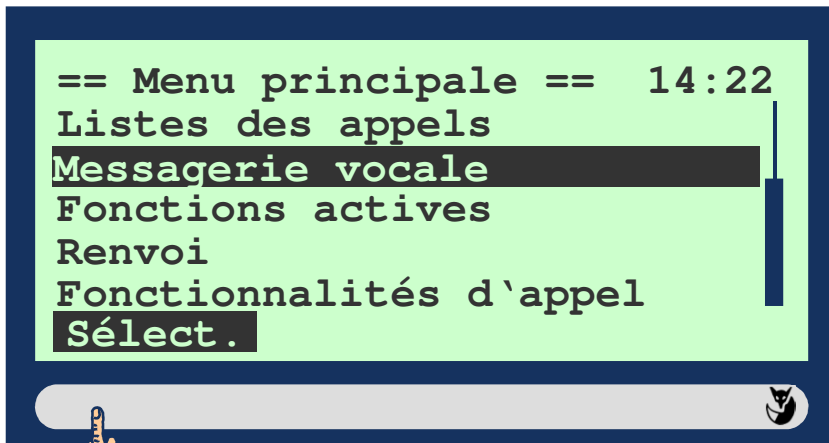 == Menu principale == 14:22
Listes des appels
Messagerie vocale
Fonctions actives
Renvoi
Fonctionnalités d‘appel
Sélect.